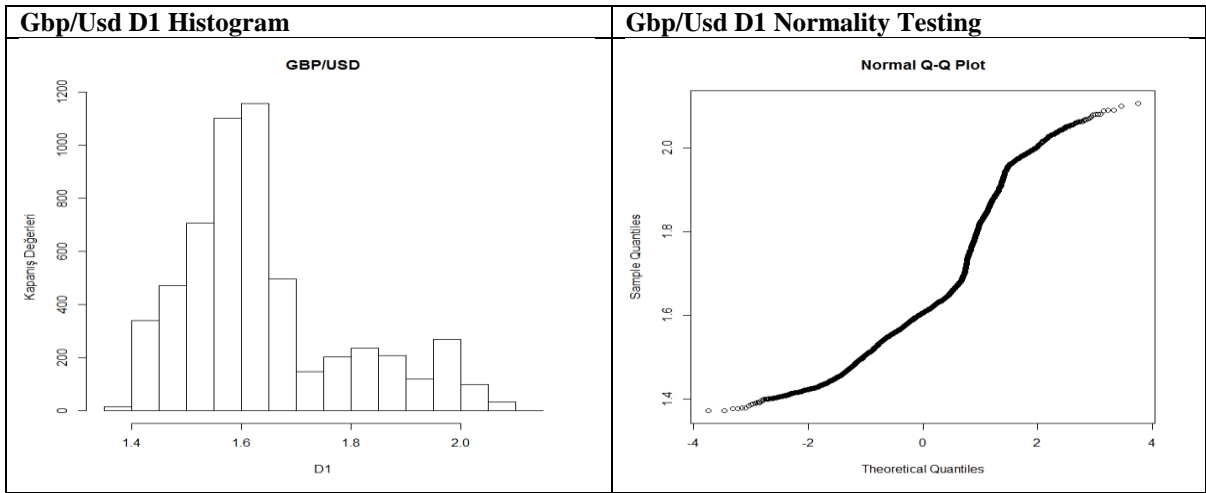 Gbp/Usd D1 Histogram
Gbp/Usd D1 Normality Testing
GBP/USD
Kapanış Değerleri
1200
1000
800
600
400
200
0
1.4 1.6 1.8 2.0
D1
Normal Q-Q Plot
Sample Quantiles
2.0
1.8
1.6
1.4
-4 -2 0 2 4
Theoretical Quantiles